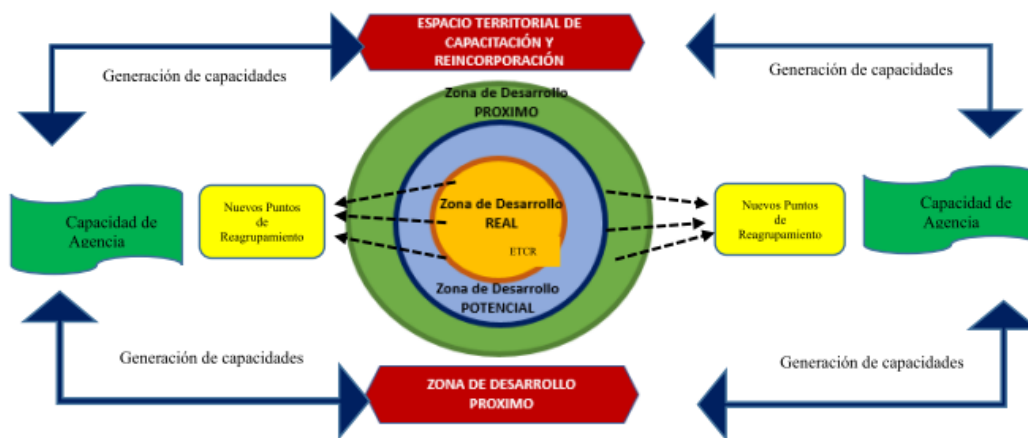 ESPACIO TERRITORIAL DE
CAPACITACIÓN Y
REINCORPORACIÓN
Generación de capacidades
Generación de capacidades
Zona de Desarrollo
PROXIMO
Capacidad de
Agencia
Nuevos Puntos
de
Reagrupamiento
Zona de Desarrollo
REAL
ETCR
Nuevos Puntos
de
Reagrupamiento
Capacidad de
Agencia
Zona de Desarrollo
POTENCIAL
Generación de capacidades
Generación de capacidades
ZONA DE DESARROLLO
PROXIMO